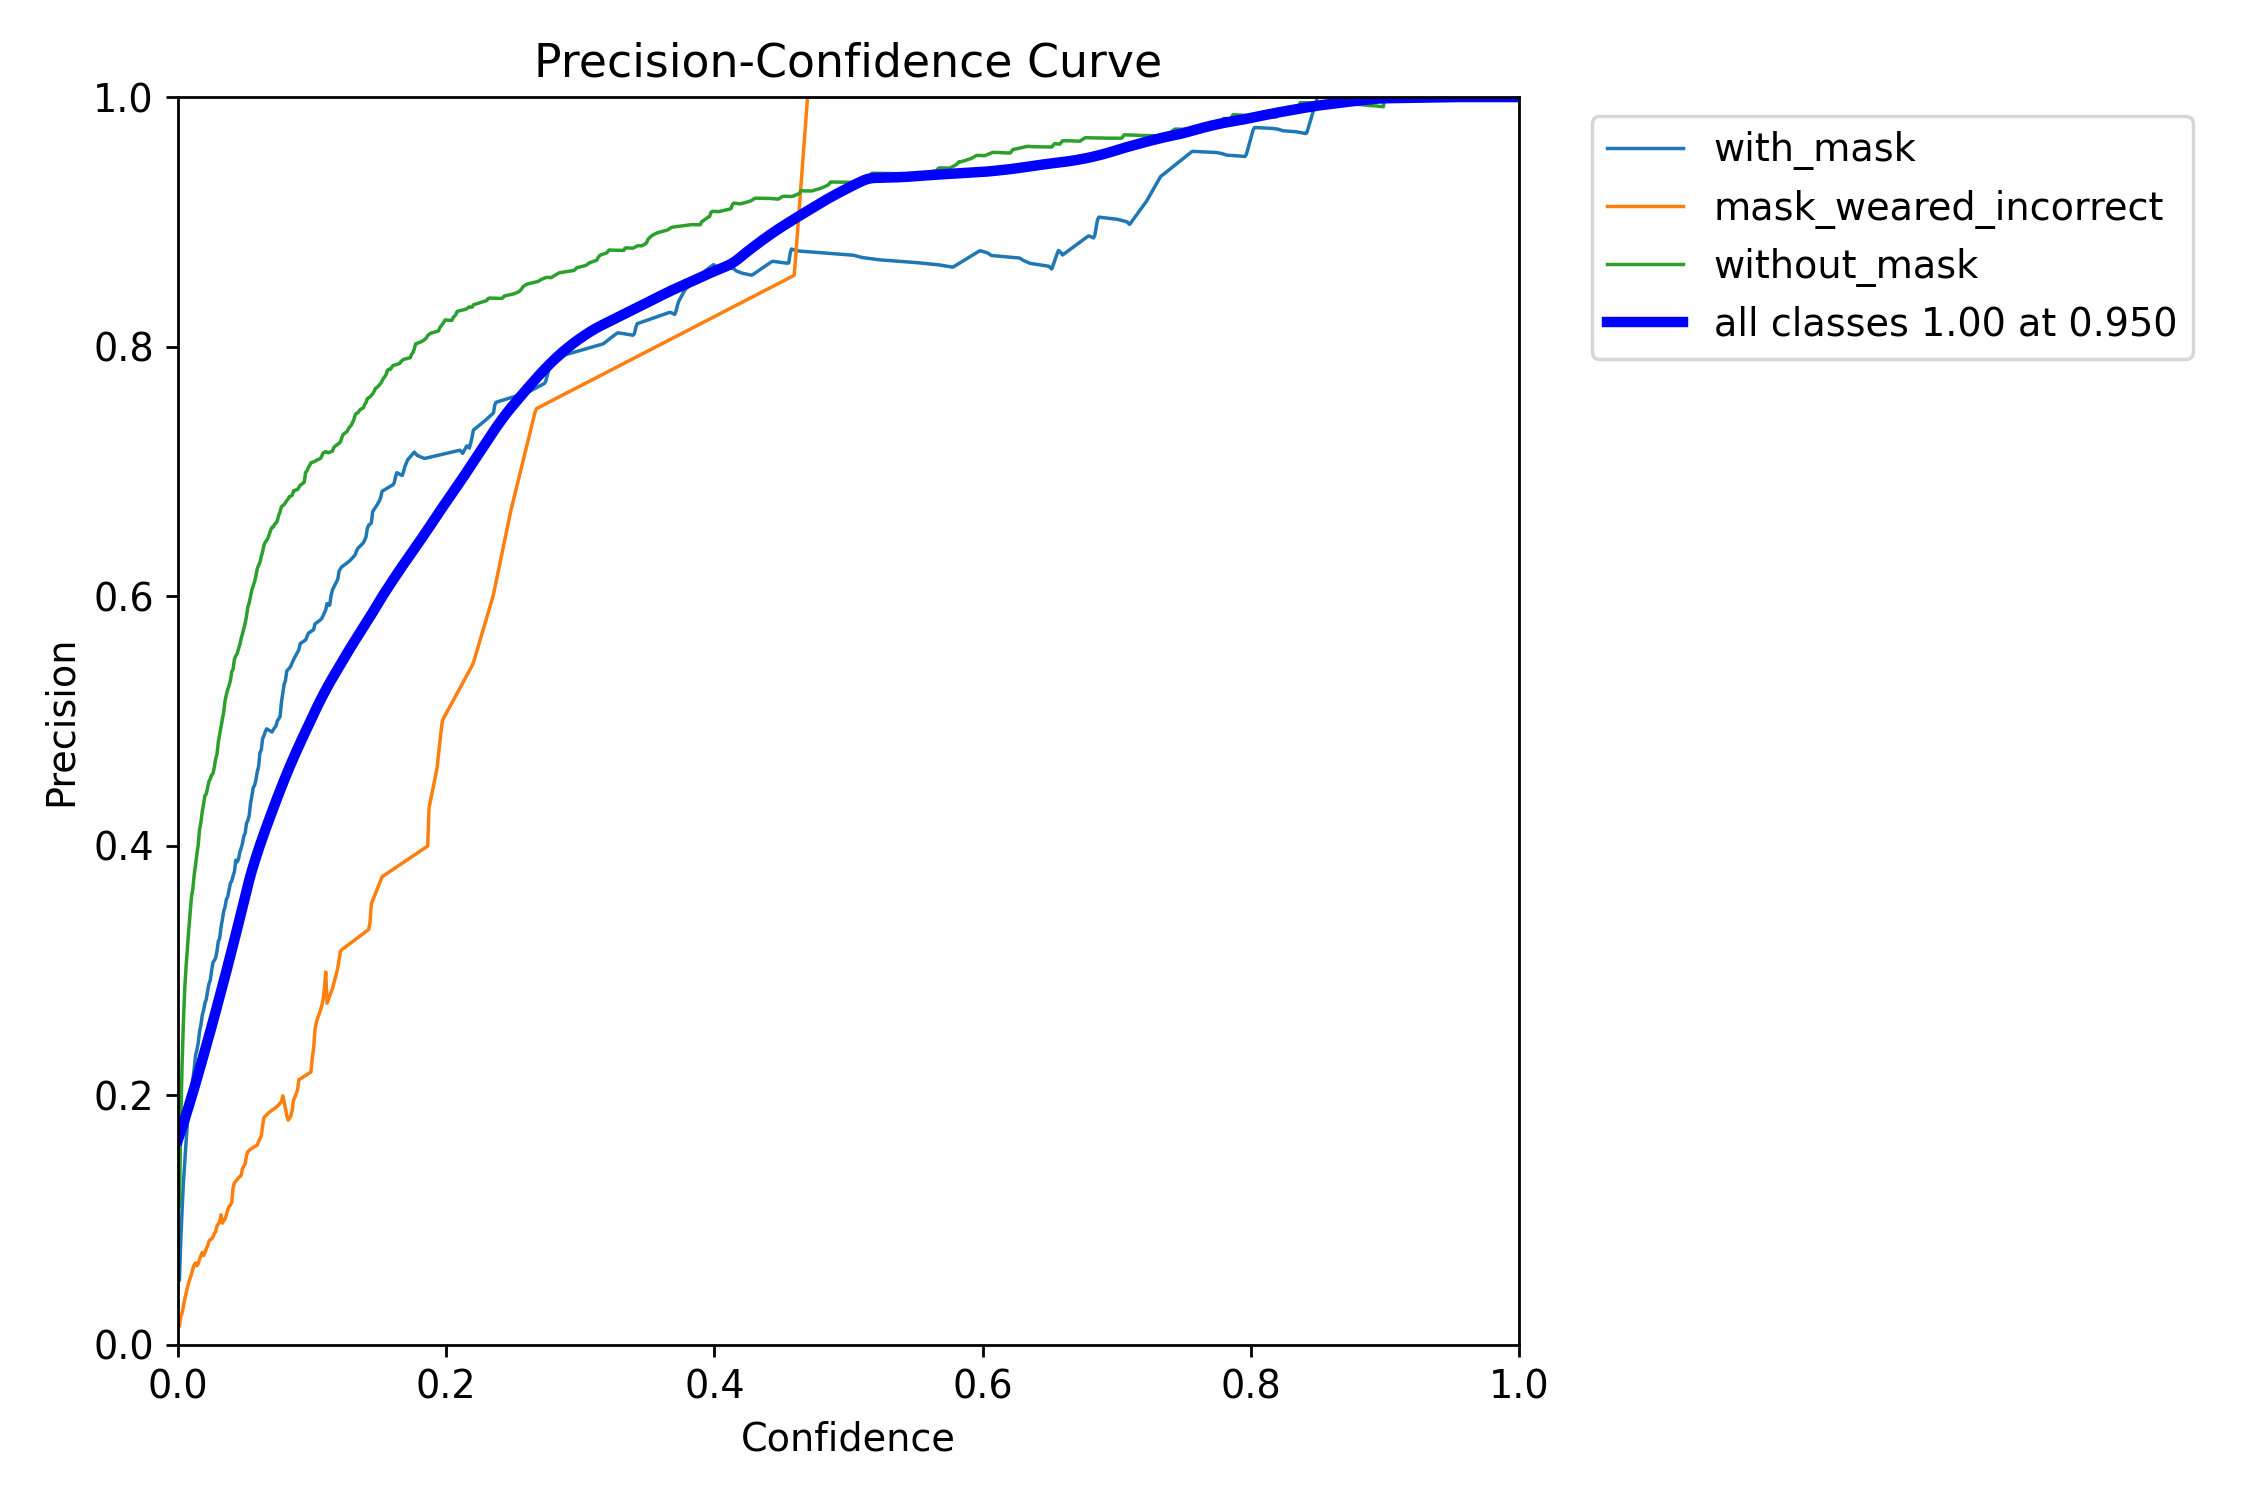 Precision-Confidence Curve
1.0
0.8
0.6
0.4
0.2
0.0
Precision
0.0 0.2 0.4 0.6 0.8 1.0
Confidence
with_mask
mask_weared_incorrect
without_mask
all classes 1.00 at 0.950